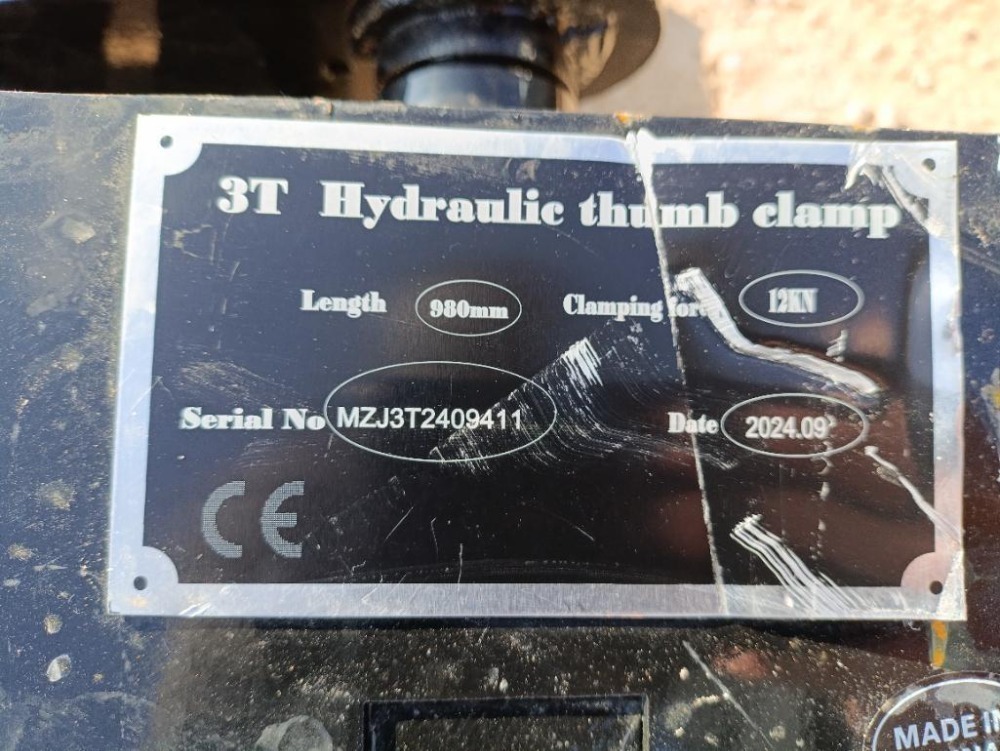 3T Hydraulic thumb clamp
Length 980mm Clamping force 12KN
Serial No MZJ3T2409411 Date 2024.09
CE
MADE IN